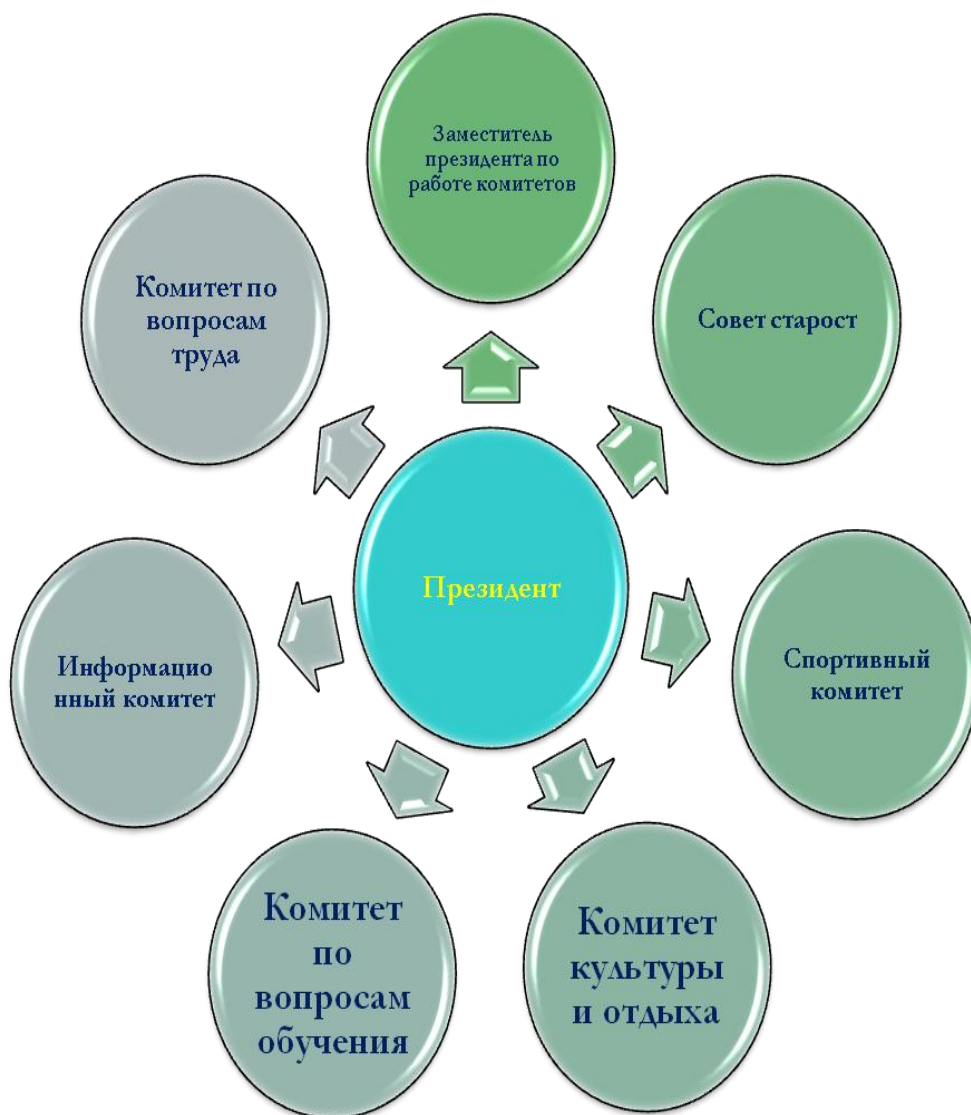 Заместитель
президента по
работе комитетов
Комитет по
вопросам
труда
Совет старост
Президент
Информацио
нный комитет
Спортивный
комитет
Комитет
по
вопросам
обучения
Комитет
культуры
и отдыха